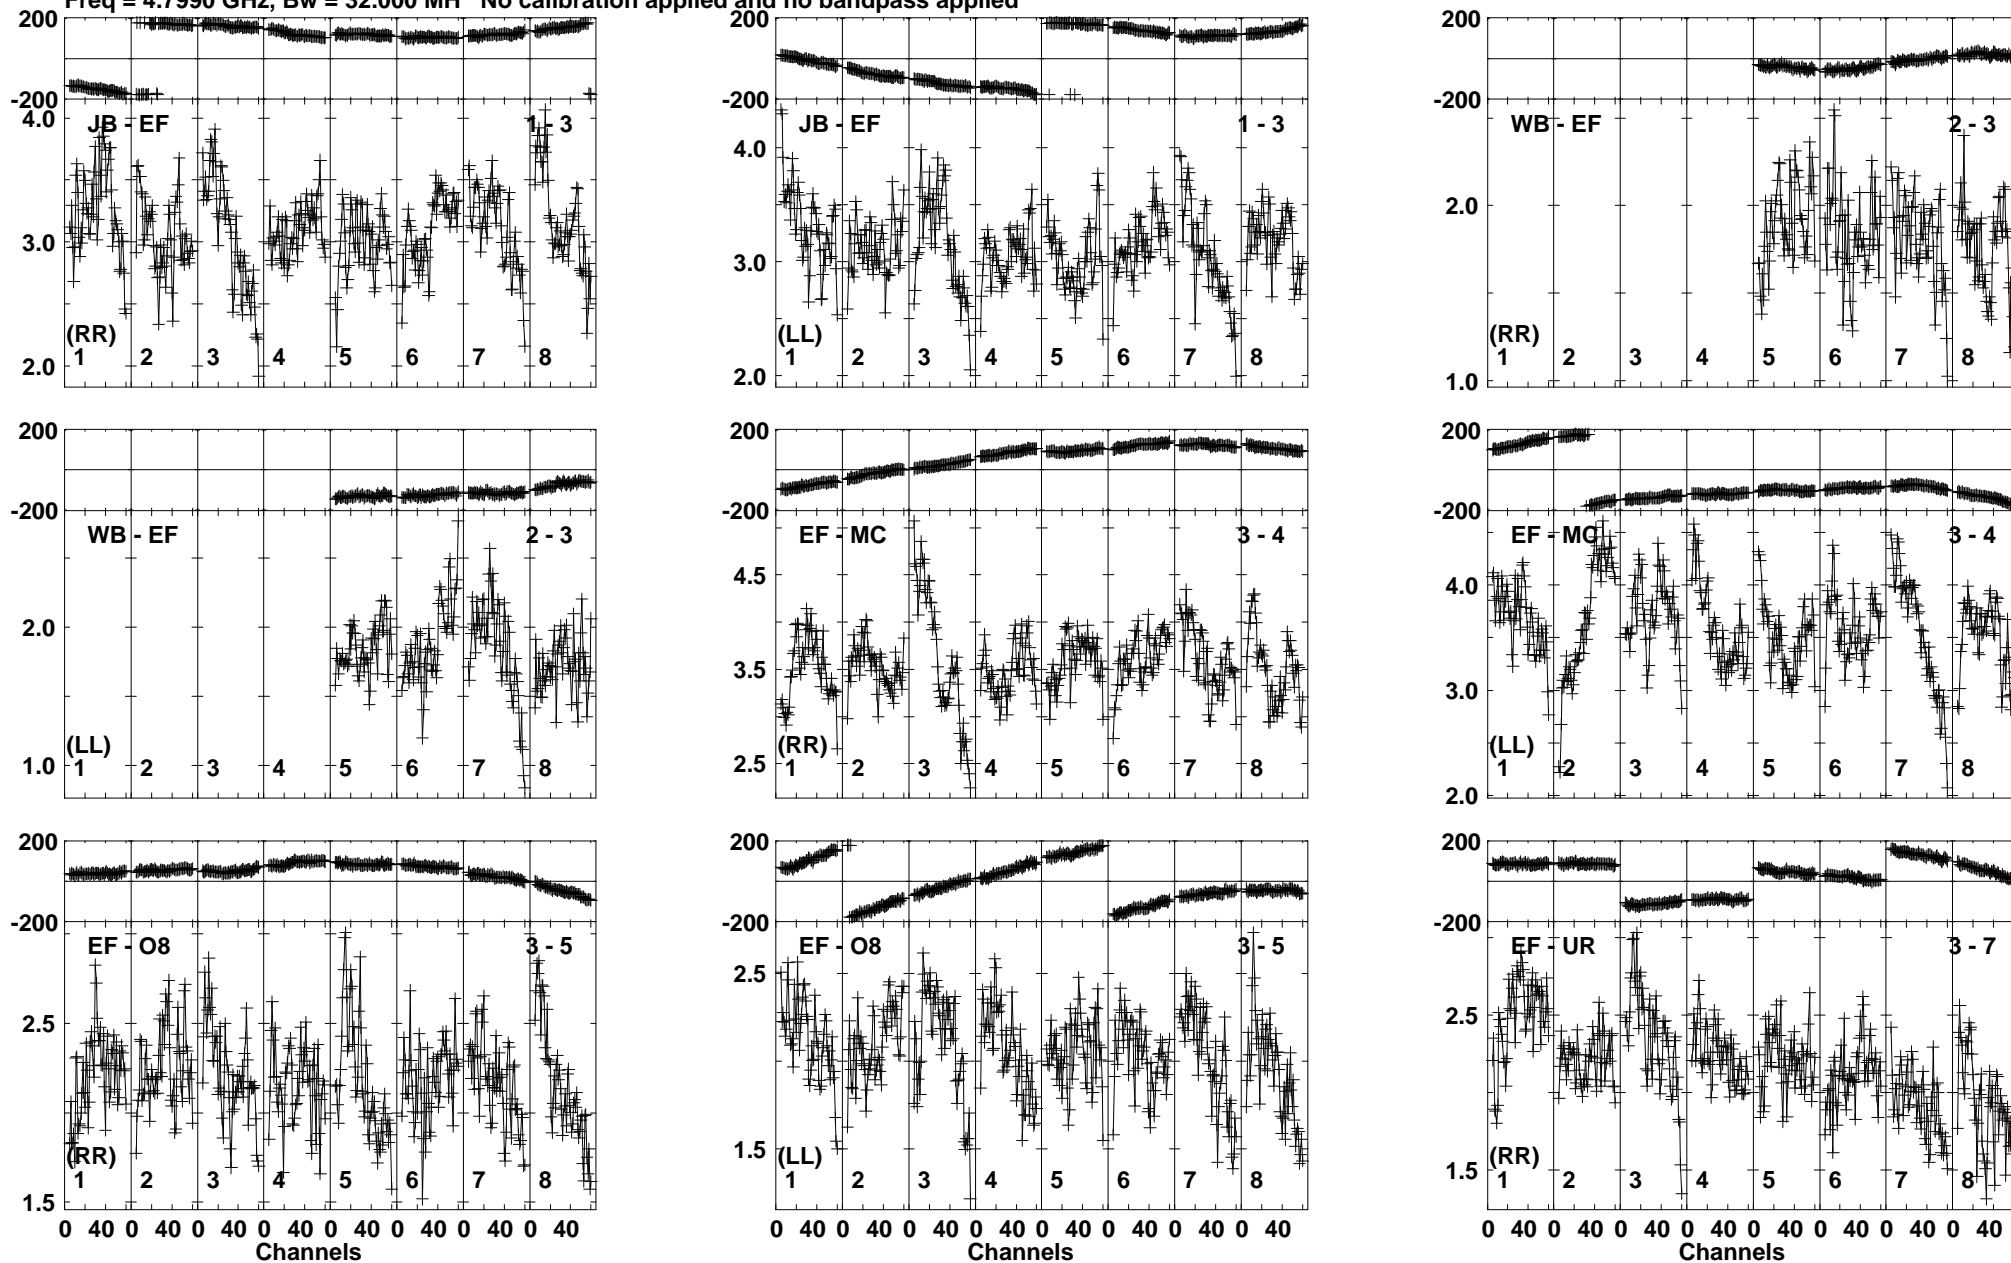 Freq = 4.7990 GHz, Bw = 32.000 MH No calibration applied and no bandpass applied
200
-200
JB - EF 1 - 3
4.0
3.0
2.0
(RR)
1 2 3 4 5 6 7 8
JB - EF 1 - 3
4.0
3.0
2.0
(LL)
1 2 3 4 5 6 7 8
200
-200
WB - EF 2 - 3
2.0
1.0
(RR)
1 2 3 4 5 6 7 8
200
-200
WB - EF 2 - 3
2.0
1.0
(LL)
1 2 3 4 5 6 7 8
200
-200
EF - MC 3 - 4
4.5
3.5
2.5
(RR)
1 2 3 4 5 6 7 8
200
-200
EF - MC 3 - 4
4.0
3.0
2.0
(LL)
1 2 3 4 5 6 7 8
200
-200
EF - O8 3 - 5
2.5
1.5
(RR)
1 2 3 4 5 6 7 8
0 40 0 40 0 40 0 40 0 40 0 40 0 40 0 40
Channels
200
-200
EF - O8 3 - 5
2.5
1.5
(LL)
1 2 3 4 5 6 7 8
0 40 0 40 0 40 0 40 0 40 0 40 0 40 0 40
200
-200
EF - UR 3 - 7
2.5
1.5
(RR)
1 2 3 4 5 6 7 8
0 40 0 40 0 40 0 40 0 40 0 40 0 40 0 40
Channels